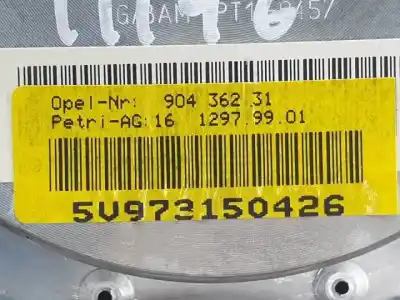 Opel-Nr: 904 362 31
Petri-AG:16 1297.99.01
5V973150426